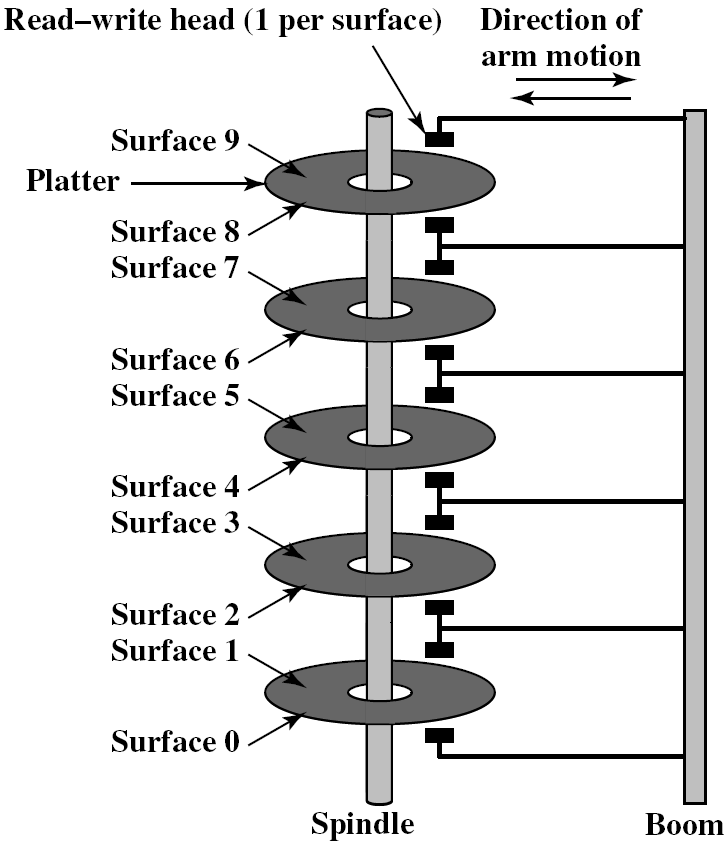 Read–write head (1 per surface)
Direction of
arm motion
Surface 9
Platter
Surface 8
Surface 7
Surface 6
Surface 5
Surface 4
Surface 3
Surface 2
Surface 1
Surface 0
Spindle
Boom